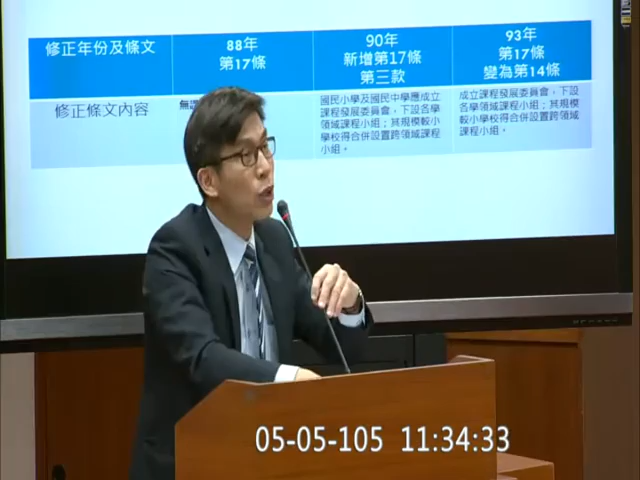 修正年份及條文
88年
第17條
90年
新增第17條
第三款
93年
第17條
變為第14條
修正條文內容
無
國民小學及國民中學應成立
課程發展委員會，下設各學
習領域課程小組；其規模較小
學校得合併設置跨領域課程
小組。
成立課程發展委員會，下設
各學領域課程小組；其規模
較小學校得合併設置跨領域
課程小組。
05-05-105 11:34:33